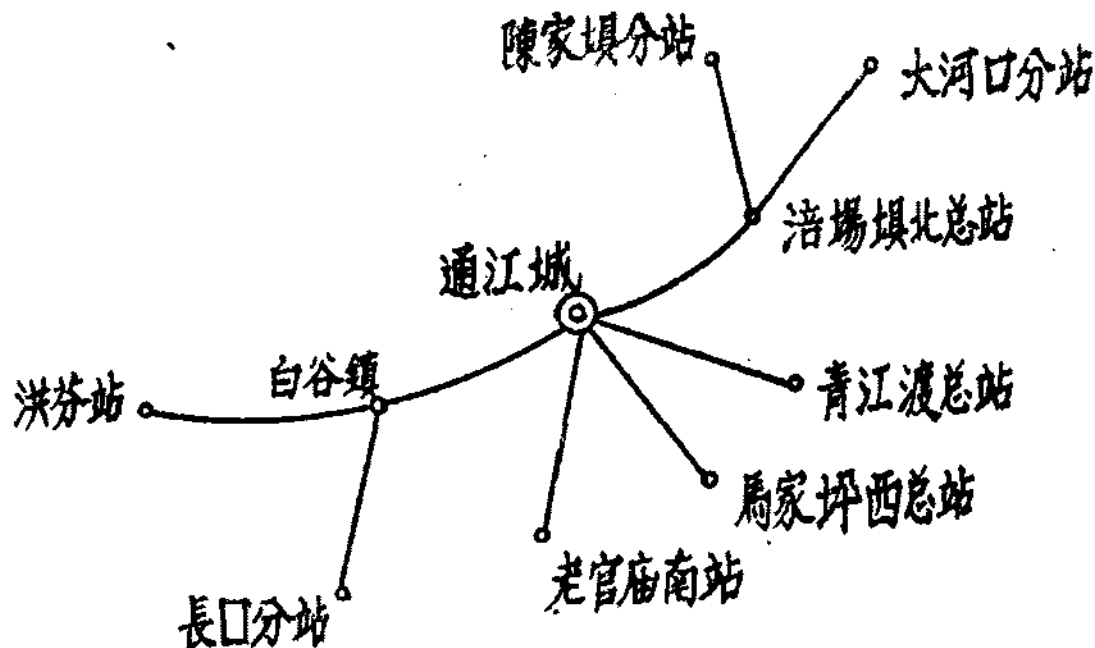 陳家埧分站
大河口分站
涪場埧北总站
通江城
白谷鎮
洪芬站
青江渡总站
馬家坪西总站
老官庙南站
長口分站